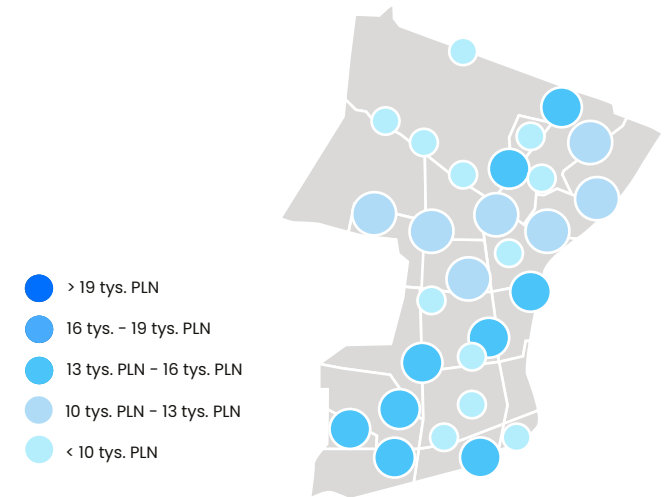 > 19 tys. PLN
16 tys. - 19 tys. PLN
13 tys. PLN - 16 tys. PLN
10 tys. PLN - 13 tys. PLN
< 10 tys. PLN